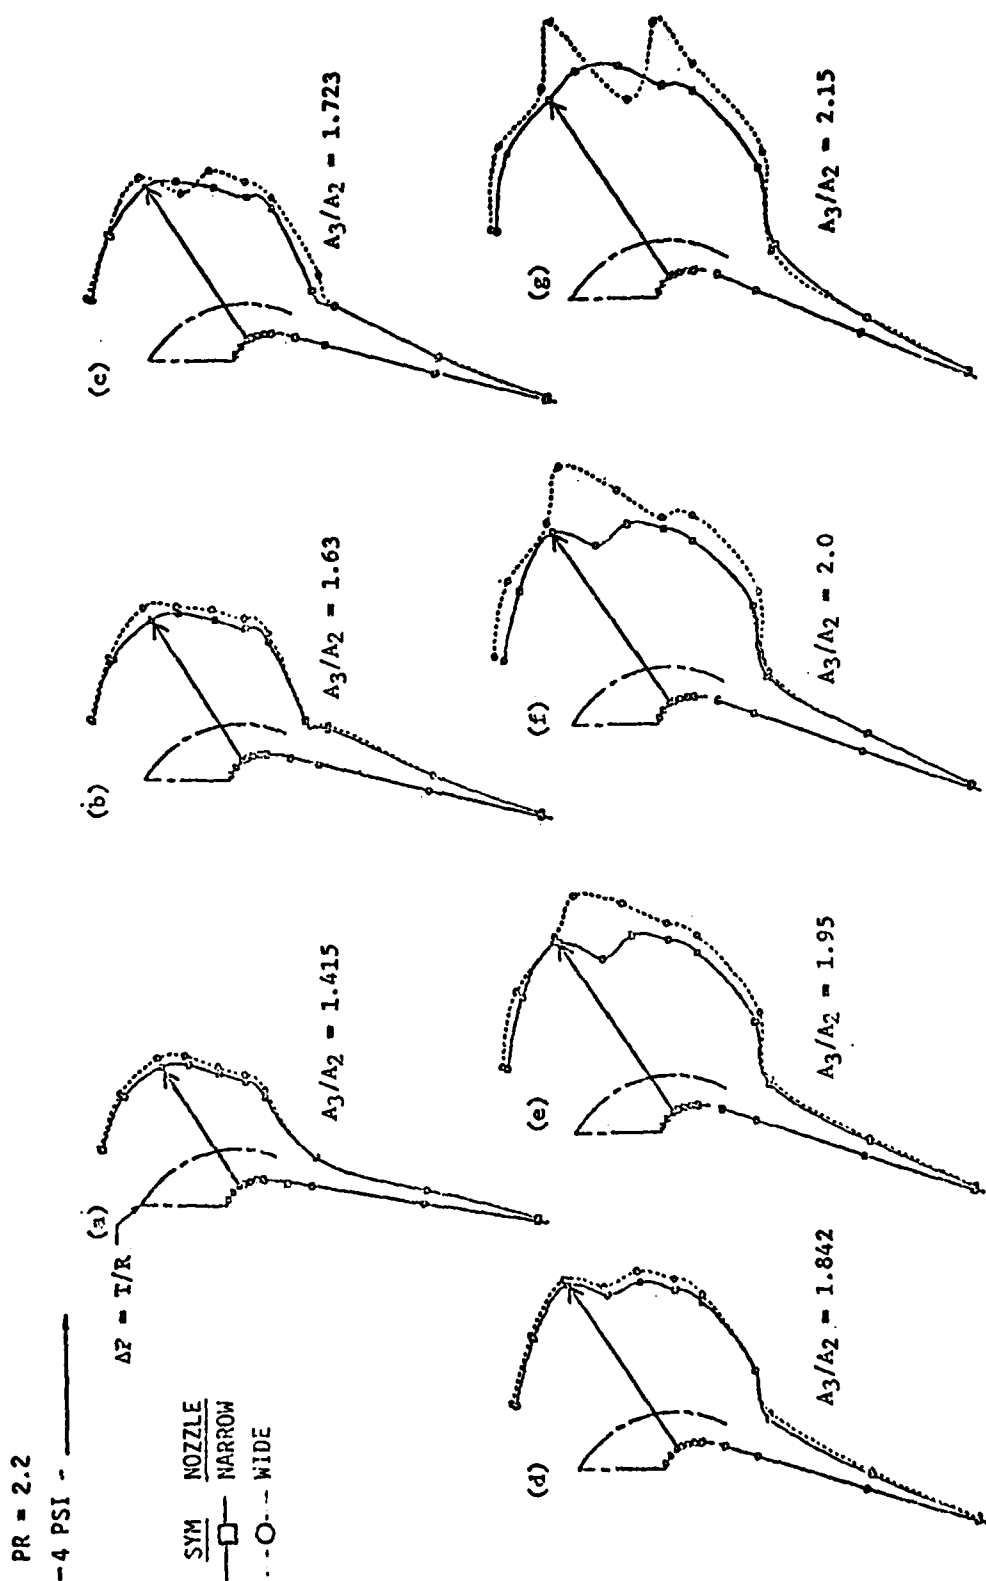 PR = 2.2
-4 PSI -
ΔP = T/R
SYM NOZZLE
NARROW
WIDE
(a)
A3/A2 = 1.415
(b)
A3/A2 = 1.63
(c)
A3/A2 = 1.723
(d)
A3/A2 = 1.842
(e)
A3/A2 = 1.95
(f)
A3/A2 = 2.0
(g)
A3/A2 = 2.15